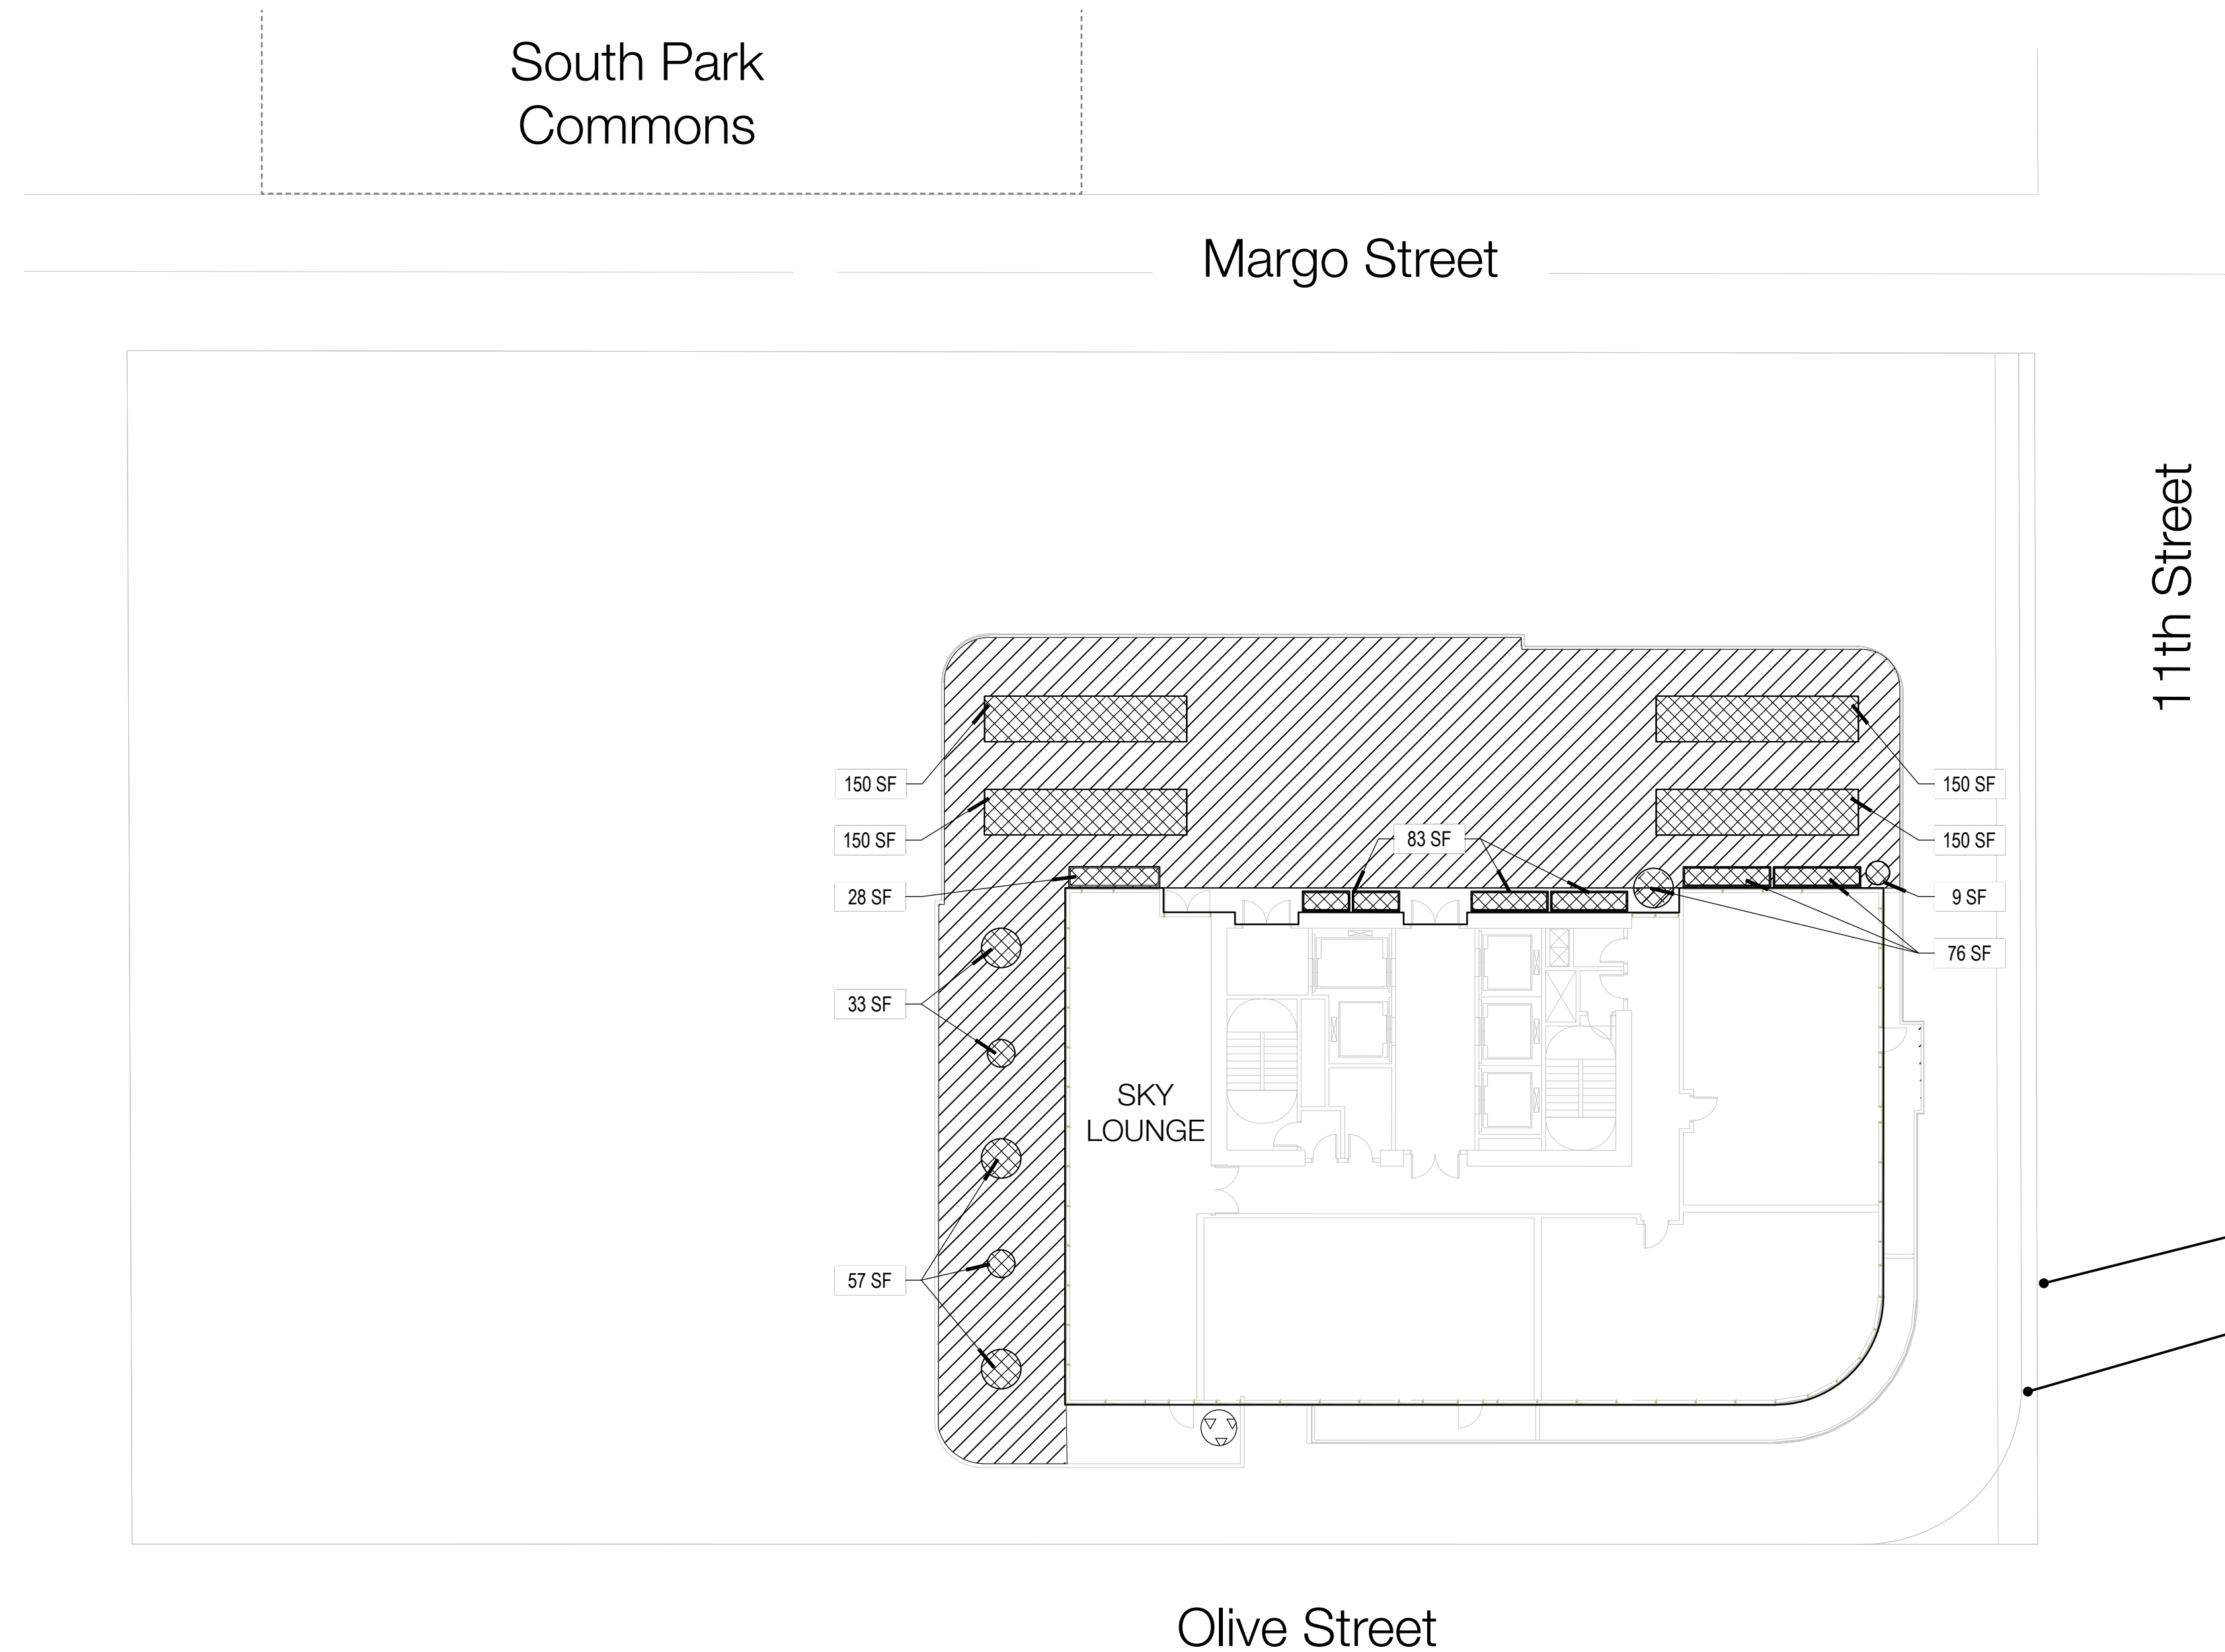 South Park
Commons
Margo Street
11th Street
150 SF
150 SF
150 SF
83 SF
150 SF
28 SF
9 SF
76 SF
33 SF
SKY
LOUNGE
57 SF
Olive Street